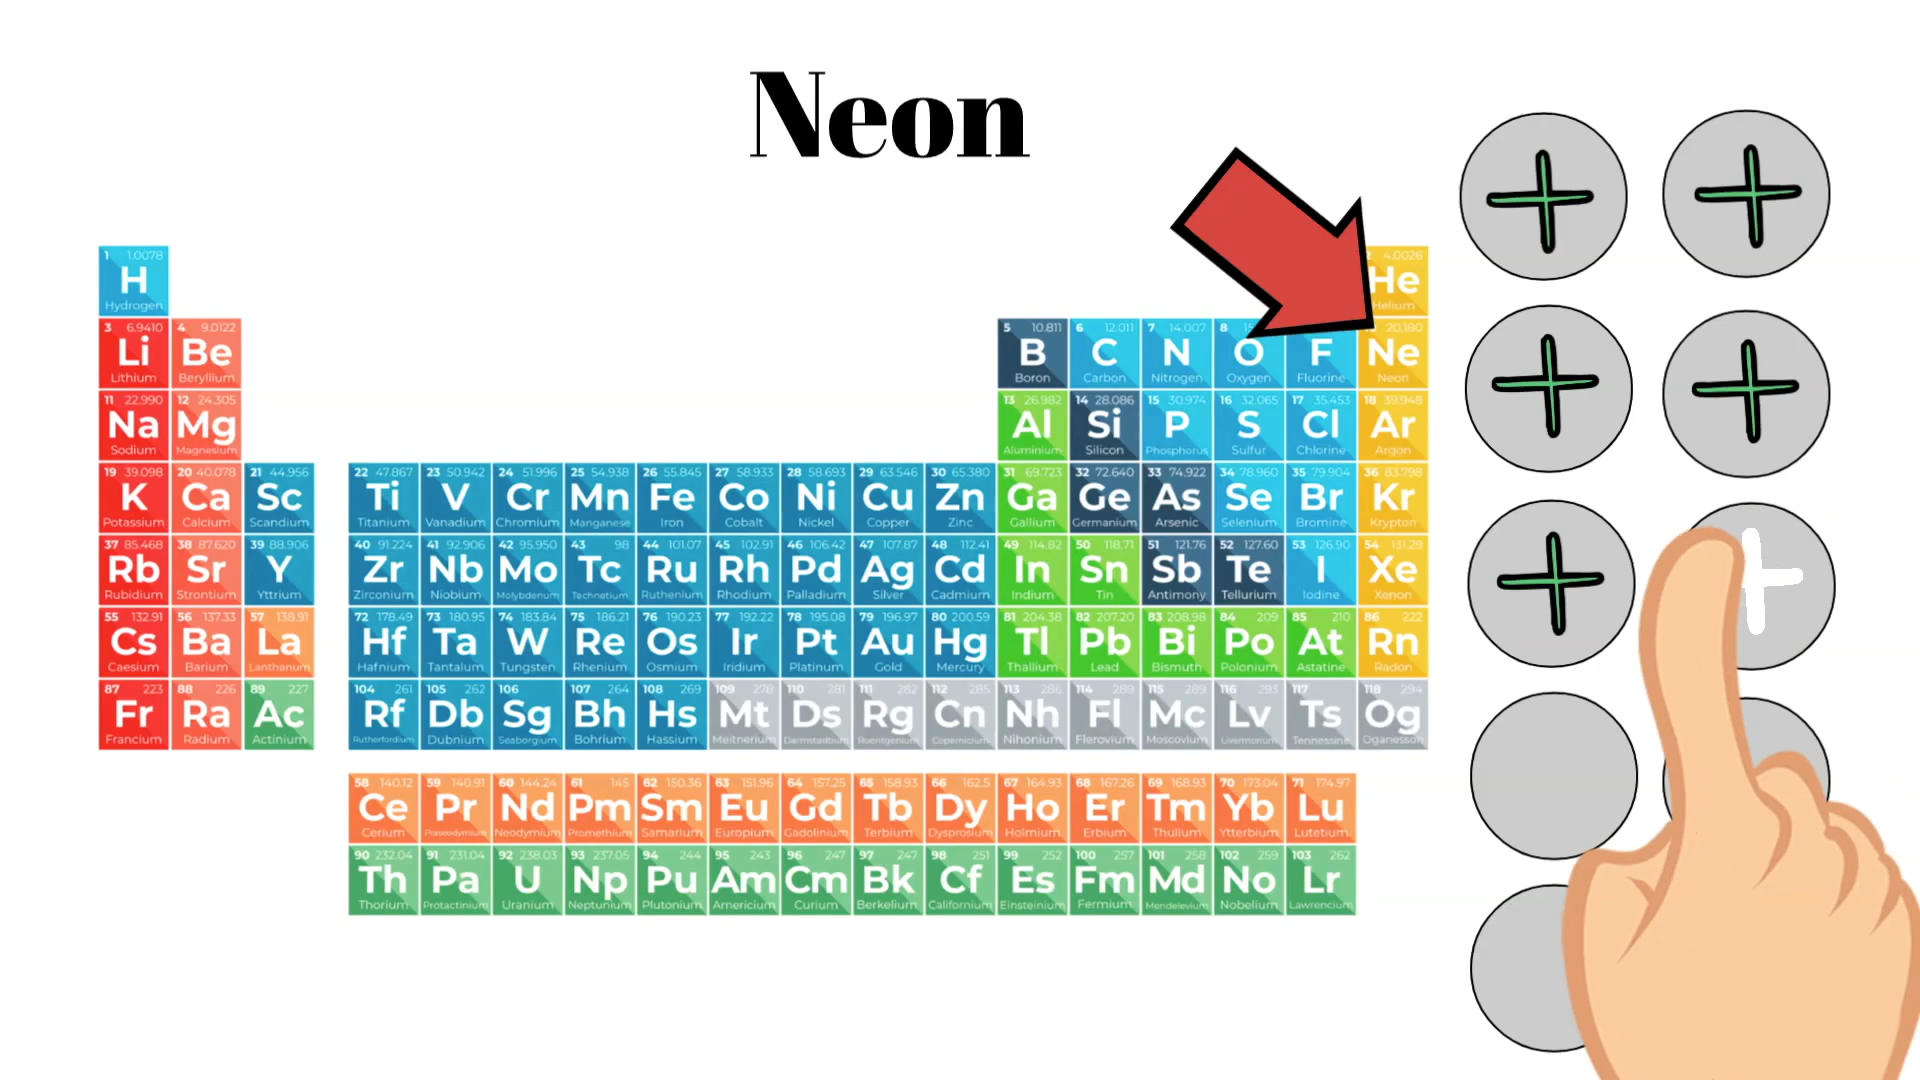 Neon
1 1.0078 4.0026
H He
Hydrogen Helium
3 6.9410 4 9.0122 5 10.811 6 12.011 7 14.007 8 20.180
Li Be B C N O F Ne
Lithium Beryllium Boron Carbon Nitrogen Oxygen Fluorine Neon
11 22.990 12 24.305 13 26.982 14 28.086 15 30.974 16 32.065 17 35.453 18 39.948
Na Mg Al Si P S Cl Ar
Sodium Magnesium Aluminium Silicon Phosphorus Sulfur Chlorine Argon
19 39.098 20 40.078 21 44.956 22 47.867 23 50.942 24 51.996 25 54.938 26 55.845 27 58.933 28 58.693 29 63.546 30 65.380 31 69.723 32 72.640 33 74.922 34 78.960 35 79.904 36 83.798
K Ca Sc Ti V Cr Mn Fe Co Ni Cu Zn Ga Ge As Se Br Kr
Potassium Calcium Scandium Titanium Vanadium Chromium Manganese Iron Cobalt Nickel Copper Zinc Gallium Germanium Arsenic Selenium Bromine Krypton
37 85.468 38 87.620 39 88.906 40 91.224 41 92.906 42 95.950 43 98 44 101.07 45 102.91 46 106.42 47 107.87 48 112.41 49 114.82 50 118.71 51 121.76 52 127.60 53 126.90 54 131.29
Rb Sr Y Zr Nb Mo Tc Ru Rh Pd Ag Cd In Sn Sb Te I Xe
Rubidium Strontium Yttrium Zirconium Niobium Molybdenum Technetium Ruthenium Rhodium Palladium Silver Cadmium Indium Tin Antimony Tellurium Iodine Xenon
55 132.91 56 137.33 57 138.91 72 178.49 73 180.95 74 183.84 75 186.21 76 190.23 77 192.22 78 195.08 79 196.97 80 200.59 81 204.38 82 207.20 83 208.98 84 209 85 210 86 222
Cs Ba La Hf Ta W Re Os Ir Pt Au Hg Tl Pb Bi Po At Rn
Caesium Barium Lanthanum Hafnium Tantalum Tungsten Rhenium Osmium Iridium Platinum Gold Mercury Thallium Lead Bismuth Polonium Astatine Radon
87 223 88 226 89 227 104 261 105 262 106 107 264 108 269 109 278 110 281 111 282 112 285 113 286 114 289 115 289 116 293 117 118 294
Fr Ra Ac Rf Db Sg Bh Hs Mt Ds Rg Cn Nh Fl Mc Lv Ts Og
Francium Radium Actinium Rutherfordium Dubnium Seaborgium Bohrium Hassium Meitnerium Darmstadtium Roentgenium Copernicium Nihonium Flerovium Moscovium Livermorium Tennessine Oganesson
58 140.12 59 140.91 60 144.24 61 145 62 150.36 63 151.96 64 157.25 65 158.93 66 162.5 67 164.93 68 167.26 69 168.93 70 173.04 71 174.97
Ce Pr Nd Pm Sm Eu Gd Tb Dy Ho Er Tm Yb Lu
Cerium Praseodymium Neodymium Promethium Samarium Europium Gadolinium Terbium Dysprosium Holmium Erbium Thulium Ytterbium Lutetium
90 232.04 91 231.04 92 238.03 93 237.05 94 244 95 243 96 247 97 247 98 251 99 252 100 257 101 258 102 259 103 262
Th Pa U Np Pu Am Cm Bk Cf Es Fm Md No Lr
Thorium Protactinium Uranium Neptunium Plutonium Americium Curium Berkelium Californium Einsteinium Fermium Mendelevium Nobelium Lawrencium